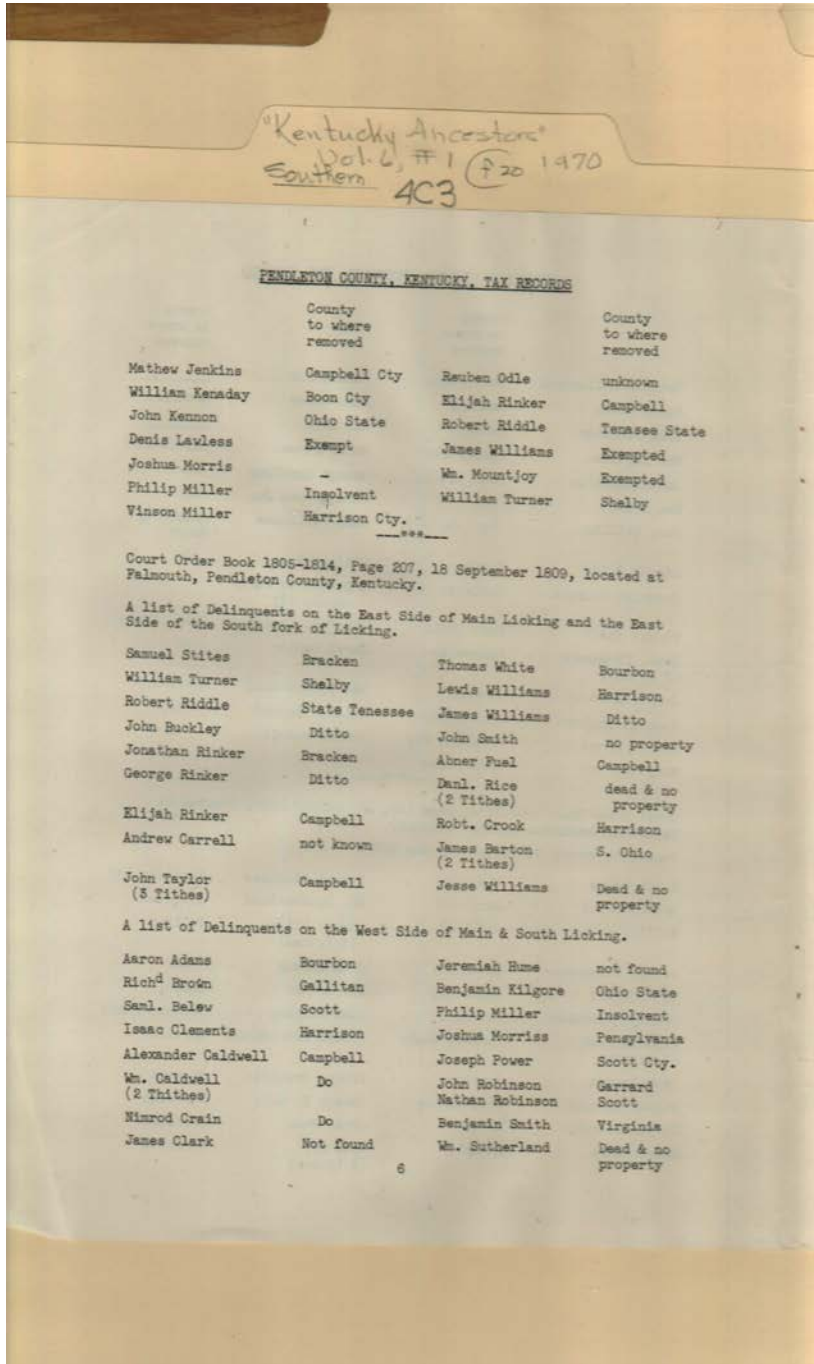 "Kentucky Ancestors"
Vol. 6, #1 p 20 1970
Southern
4C3
PENDLETON COUNTY, KENTUCKY, TAX RECORDS
County County
to where to where
removed removed
Mathew Jenkins Campbell Cty Reuben Odle unknown
William Kenaday Boon Cty Elijah Rinker Campbell
John Kennon Ohio State Robert Riddle Tenasee State
Denis Lawless Exempt James Williams Exempted
Joshua Morris - Wm. Mountjoy Exempted
Philip Miller Insolvent William Turner Shelby
Vinson Miller Harrison Cty.
---***---
Court Order Book 1805-1814, Page 207, 18 September 1809, located at
Falmouth, Pendleton County, Kentucky.
A list of Delinquents on the East Side of Main Licking and the East
Side of the South fork of Licking.
Samuel Stites Bracken Thomas White Bourbon
William Turner Shelby Lewis Williams Harrison
Robert Riddle State Tenessee James Williams Ditto
John Buckley Ditto John Smith no property
Jonathan Rinker Bracken Abner Fuel Campbell
George Rinker Ditto Danl. Rice dead & no
(2 Tithes) property
Elijah Rinker Campbell Robt. Crook Harrison
Andrew Carrell not known James Barton S. Ohio
(2 Tithes)
John Taylor Campbell Jesse Williams Dead & no
(3 Tithes) property
A list of Delinquents on the West Side of Main & South Licking.
Aaron Adams Bourbon Jeremiah Hume not found
Richd Brown Gallitan Benjamin Kilgore Ohio State
Saml. Belew Scott Philip Miller Insolvent
Isaac Clements Harrison Joshua Morriss Pensylvania
Alexander Caldwell Campbell Joseph Power Scott Cty.
Wm. Caldwell Do John Robinson Garrard
(2 Thithes) Nathan Robinson Scott
Nimrod Crain Do Benjamin Smith Virginia
James Clark Not found Wm. Sutherland Dead & no
6 property